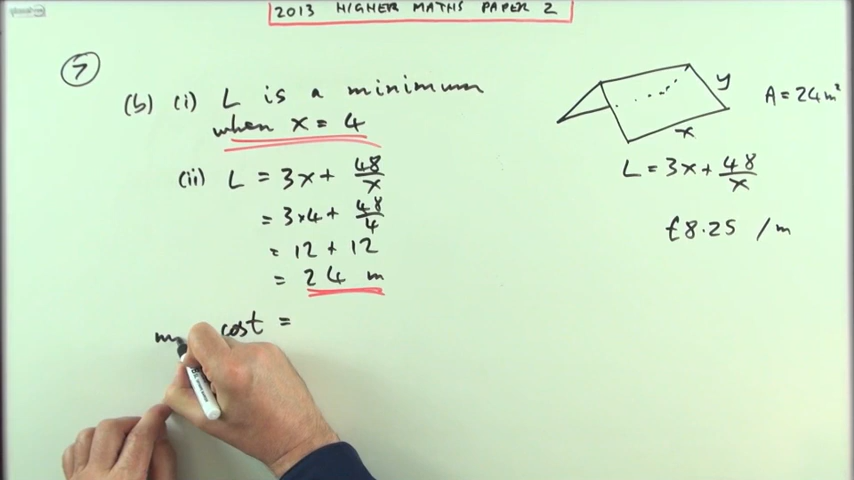 2013 HIGHER MATHS PAPER 2
7
(b) (i) L is a minimum
when x = 4
(ii) L = 3x + 48/x
= 3×4 + 48/4
= 12 + 12
= 24 m
cost =
y
A = 24m²
x
L = 3x + 48/x
£8.25 /m